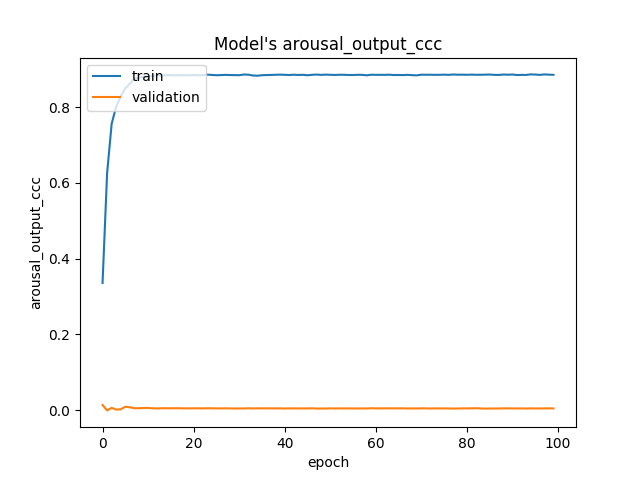 Model's arousal_output_ccc
train
validation
arousal_output_ccc
0.8
0.6
0.4
0.2
0.0
0 20 40 60 80 100
epoch